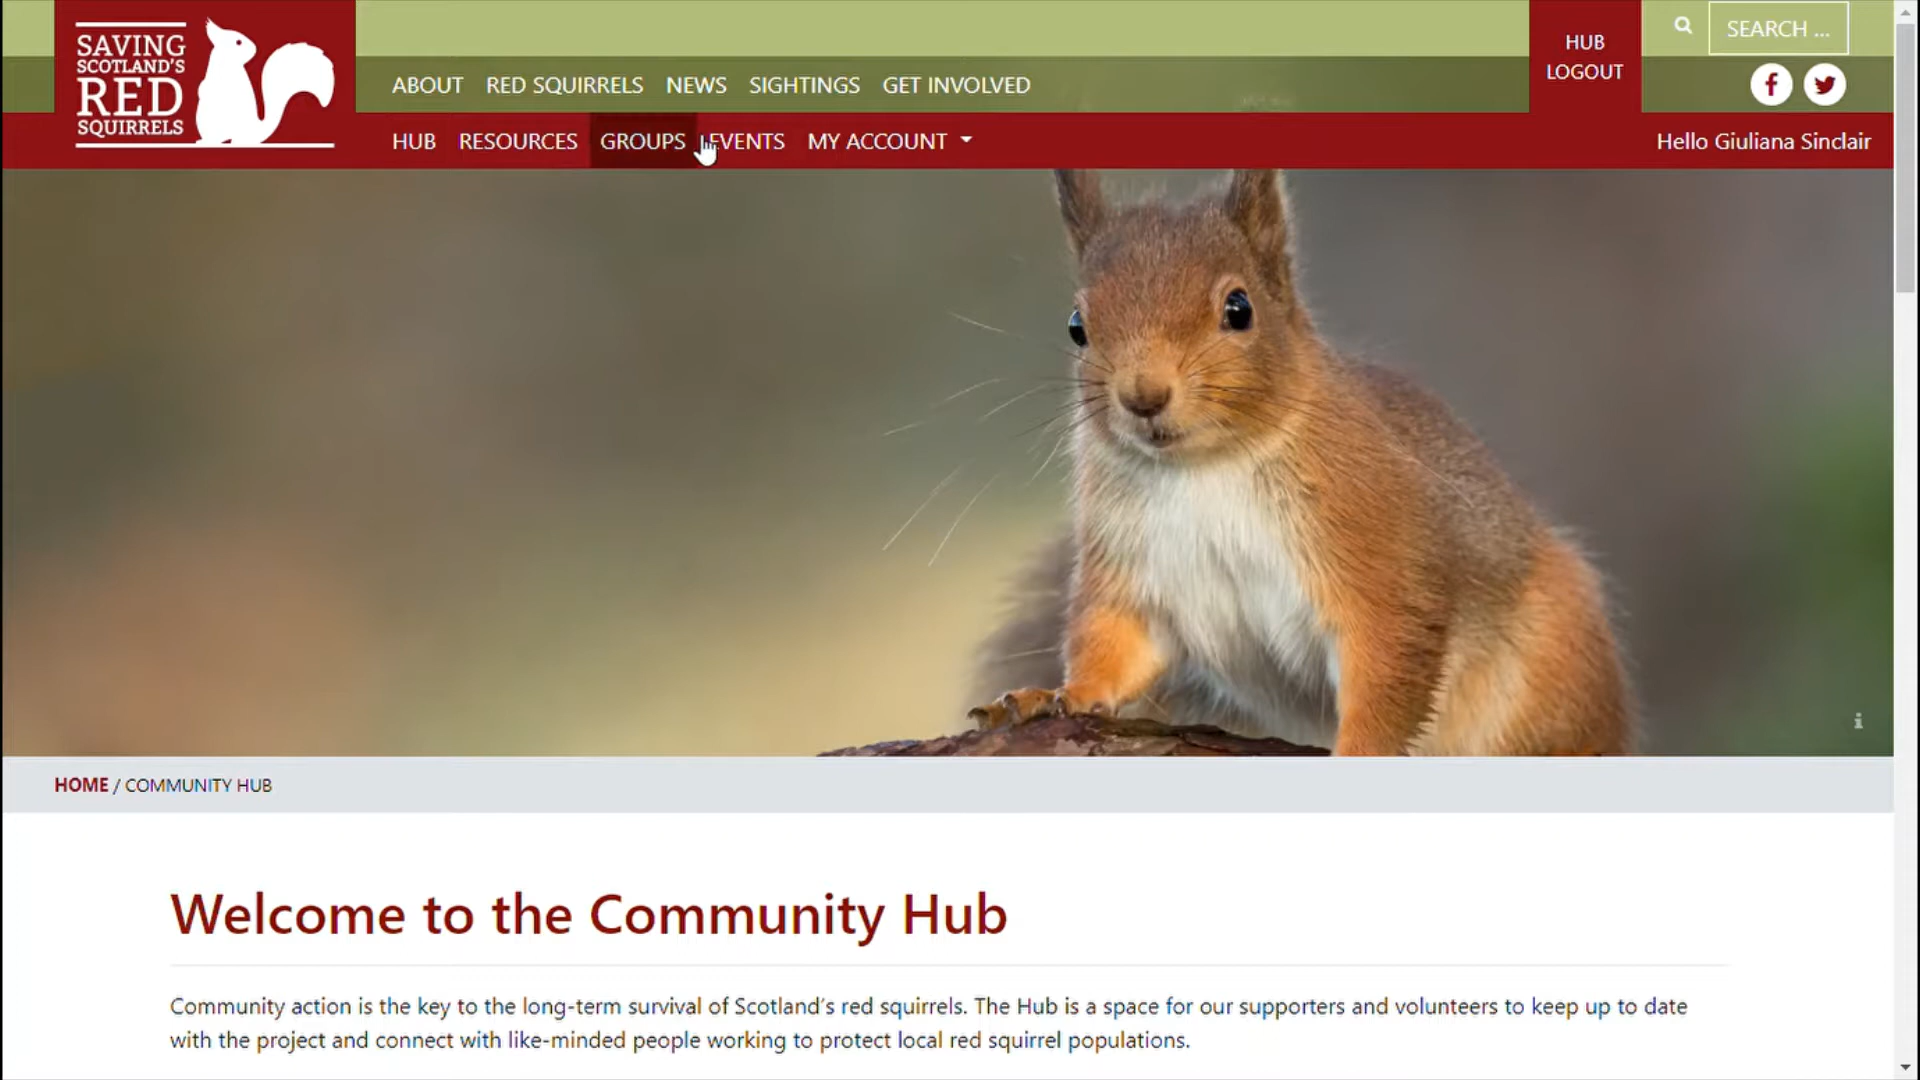 SAVING
SCOTLAND'S
RED
SQUIRRELS
HUB
LOGOUT
SEARCH ...
ABOUT RED SQUIRRELS NEWS SIGHTINGS GET INVOLVED
HUB RESOURCES GROUPS EVENTS MY ACCOUNT
Hello Giuliana Sinclair
HOME / COMMUNITY HUB
Welcome to the Community Hub
Community action is the key to the long-term survival of Scotland's red squirrels. The Hub is a space for our supporters and volunteers to keep up to date
with the project and connect with like-minded people working to protect local red squirrel populations.